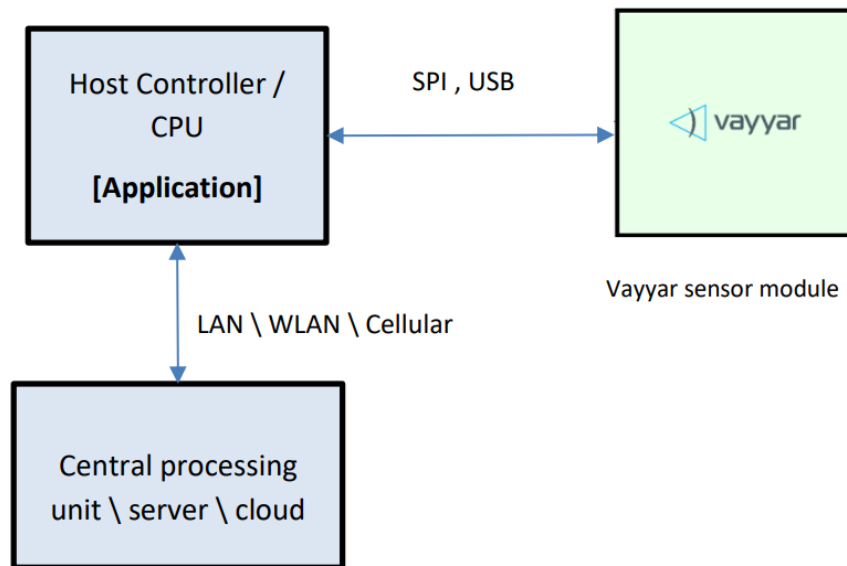 Host Controller /
CPU
[Application]
SPI , USB
vayyar
Vayyar sensor module
LAN \ WLAN \ Cellular
Central processing
unit \ server \ cloud